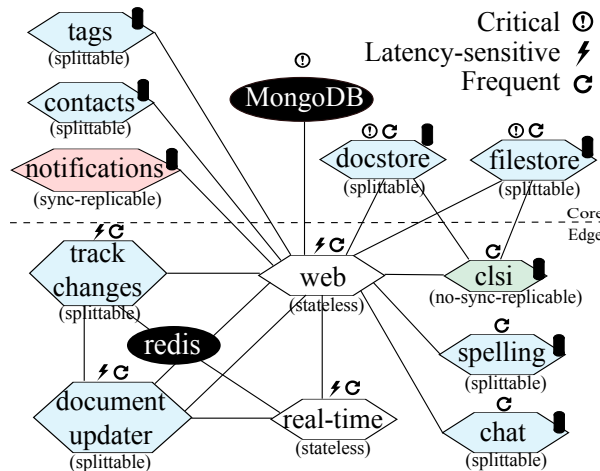 tags
(splittable)
Critical
Latency-sensitive
Frequent
contacts
(splittable)
MongoDB
notifications
(sync-replicable)
docstore
(splittable)
filestore
(splittable)
Core
Edge
track
changes
(splittable)
web
(stateless)
clsi
(no-sync-replicable)
redis
spelling
(splittable)
document
updater
(splittable)
real-time
(stateless)
chat
(splittable)